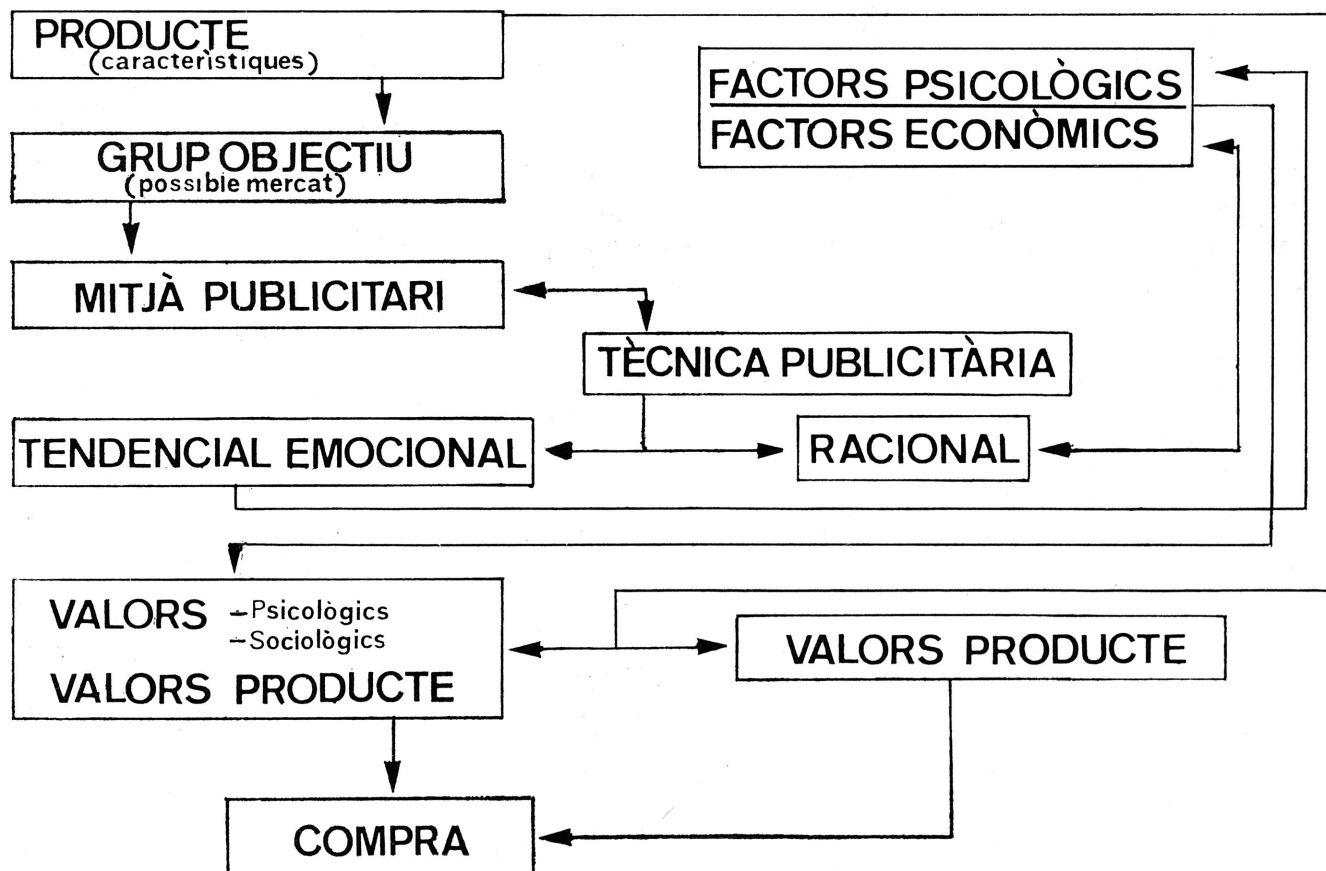 PRODUCTE
(caracterìstiques)
FACTORS PSICOLÒGICS
FACTORS ECONÒMICS
GRUP OBJECTIU
(possible mercat)
MITJÀ PUBLICITARI
TÈCNICA PUBLICITÀRIA
TENDENCIAL EMOCIONAL
RACIONAL
VALORS -Psicològics
-Sociològics
VALORS PRODUCTE
VALORS PRODUCTE
COMPRA